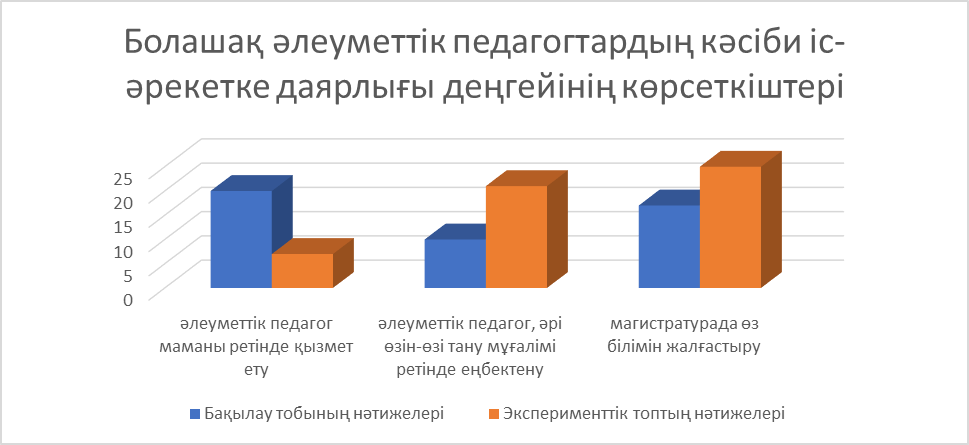 Болашақ әлеуметтік педагогтардың кәсіби іс-
әрекетке даярлығы деңгейінің көрсеткіштері
25
20
15
10
5
0
әлеуметтік педагог
маманы ретінде қызмет
ету
әлеуметтік педагог, әрі
өзін-өзі тану мұғалімі
ретінде еңбектену
магистратурада өз
білімін жалғастыру
Бақылау тобының нәтижелері
Эксперименттік топтың нәтижелері